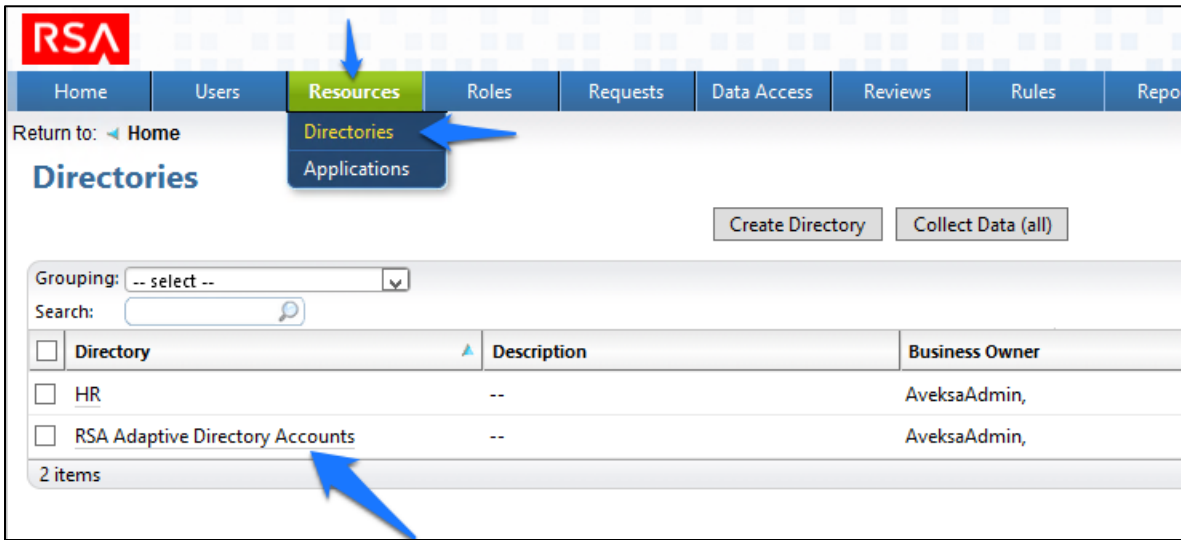 RSA
Home Users Resources Roles Requests Data Access Reviews Rules Repo
Return to: Home Directories
Applications
Directories
Create Directory Collect Data (all)
Grouping: -- select --
Search:
Directory Description Business Owner
HR -- AveksaAdmin,
RSA Adaptive Directory Accounts -- AveksaAdmin,
2 items